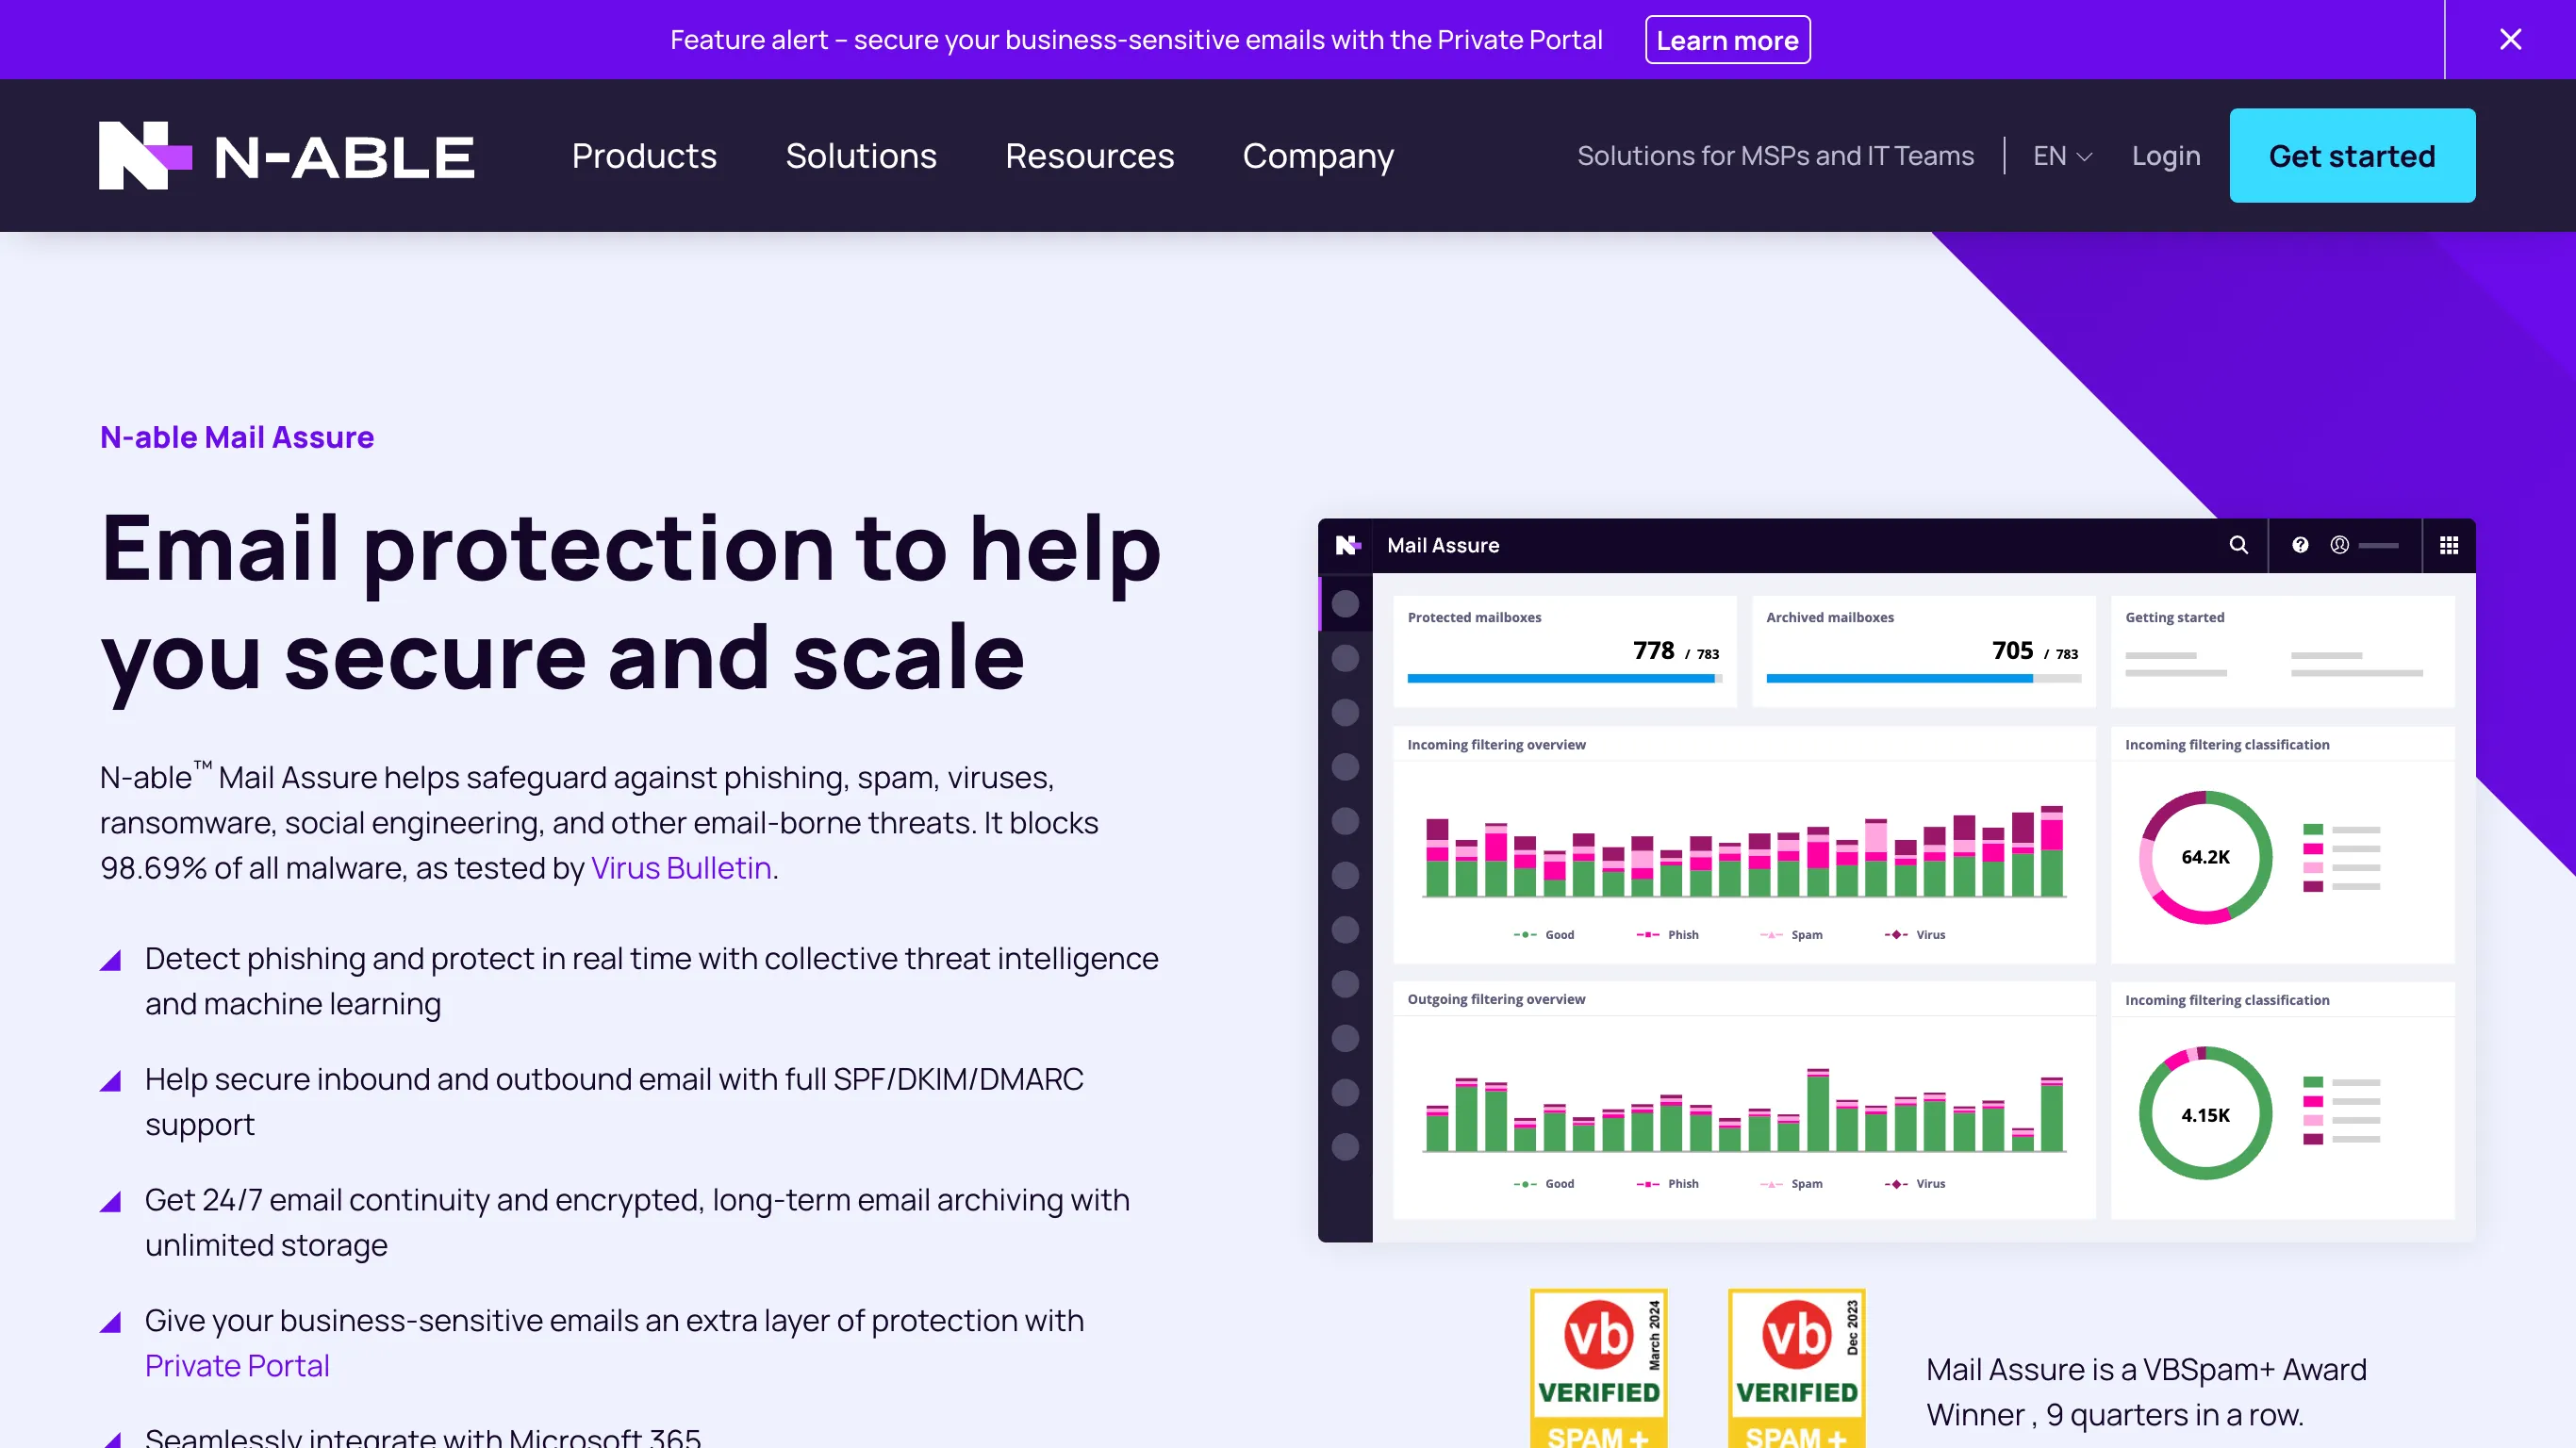 Feature alert – secure your business-sensitive emails with the Private Portal
Learn more
N-ABLE
Products
Solutions
Resources
Company
Solutions for MSPs and IT Teams
EN
Login
Get started
N-able Mail Assure
Email protection to help
you secure and scale
N-able™ Mail Assure helps safeguard against phishing, spam, viruses,
ransomware, social engineering, and other email-borne threats. It blocks
98.69% of all malware, as tested by Virus Bulletin.
Detect phishing and protect in real time with collective threat intelligence
and machine learning
Help secure inbound and outbound email with full SPF/DKIM/DMARC
support
Get 24/7 email continuity and encrypted, long-term email archiving with
unlimited storage
Give your business-sensitive emails an extra layer of protection with
Private Portal
Seamlessly integrate with Microsoft 365
Mail Assure
Protected mailboxes
778 / 783
Archived mailboxes
705 / 783
Getting started
Incoming filtering overview
Good
Phish
Spam
Virus
Incoming filtering classification
64.2K
Outgoing filtering overview
Good
Phish
Spam
Virus
Incoming filtering classification
4.15K
vb
March 2024
VERIFIED
SPAM +
vb
Dec 2023
VERIFIED
SPAM +
Mail Assure is a VBSpam+ Award
Winner , 9 quarters in a row.